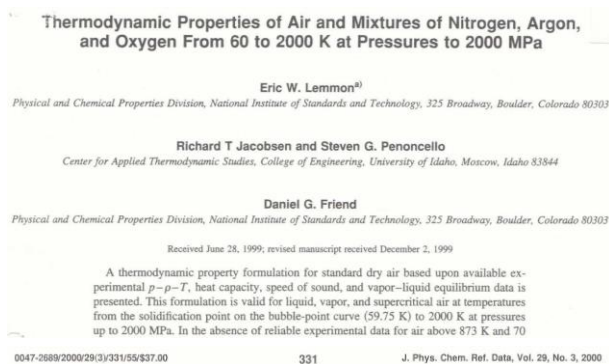 Thermodynamic Properties of Air and Mixtures of Nitrogen, Argon,
and Oxygen From 60 to 2000 K at Pressures to 2000 MPa
Eric W. Lemmon a)
Physical and Chemical Properties Division, National Institute of Standards and Technology, 325 Broadway, Boulder, Colorado 80303
Richard T Jacobsen and Steven G. Penoncello
Center for Applied Thermodynamic Studies, College of Engineering, University of Idaho, Moscow, Idaho 83844
Daniel G. Friend
Physical and Chemical Properties Division, National Institute of Standards and Technology, 325 Broadway, Boulder, Colorado 80303
Received June 28, 1999; revised manuscript received December 2, 1999
A thermodynamic property formulation for standard dry air based upon available ex-
perimental p−ρ−T, heat capacity, speed of sound, and vapor–liquid equilibrium data is
presented. This formulation is valid for liquid, vapor, and supercritical air at temperatures
from the solidification point on the bubble-point curve (59.75 K) to 2000 K at pressures
up to 2000 MPa. In the absence of reliable experimental data for air above 873 K and 70
0047-2689/2000/29(3)/331/55/$37.00 331 J. Phys. Chem. Ref. Data, Vol. 29, No. 3, 2000